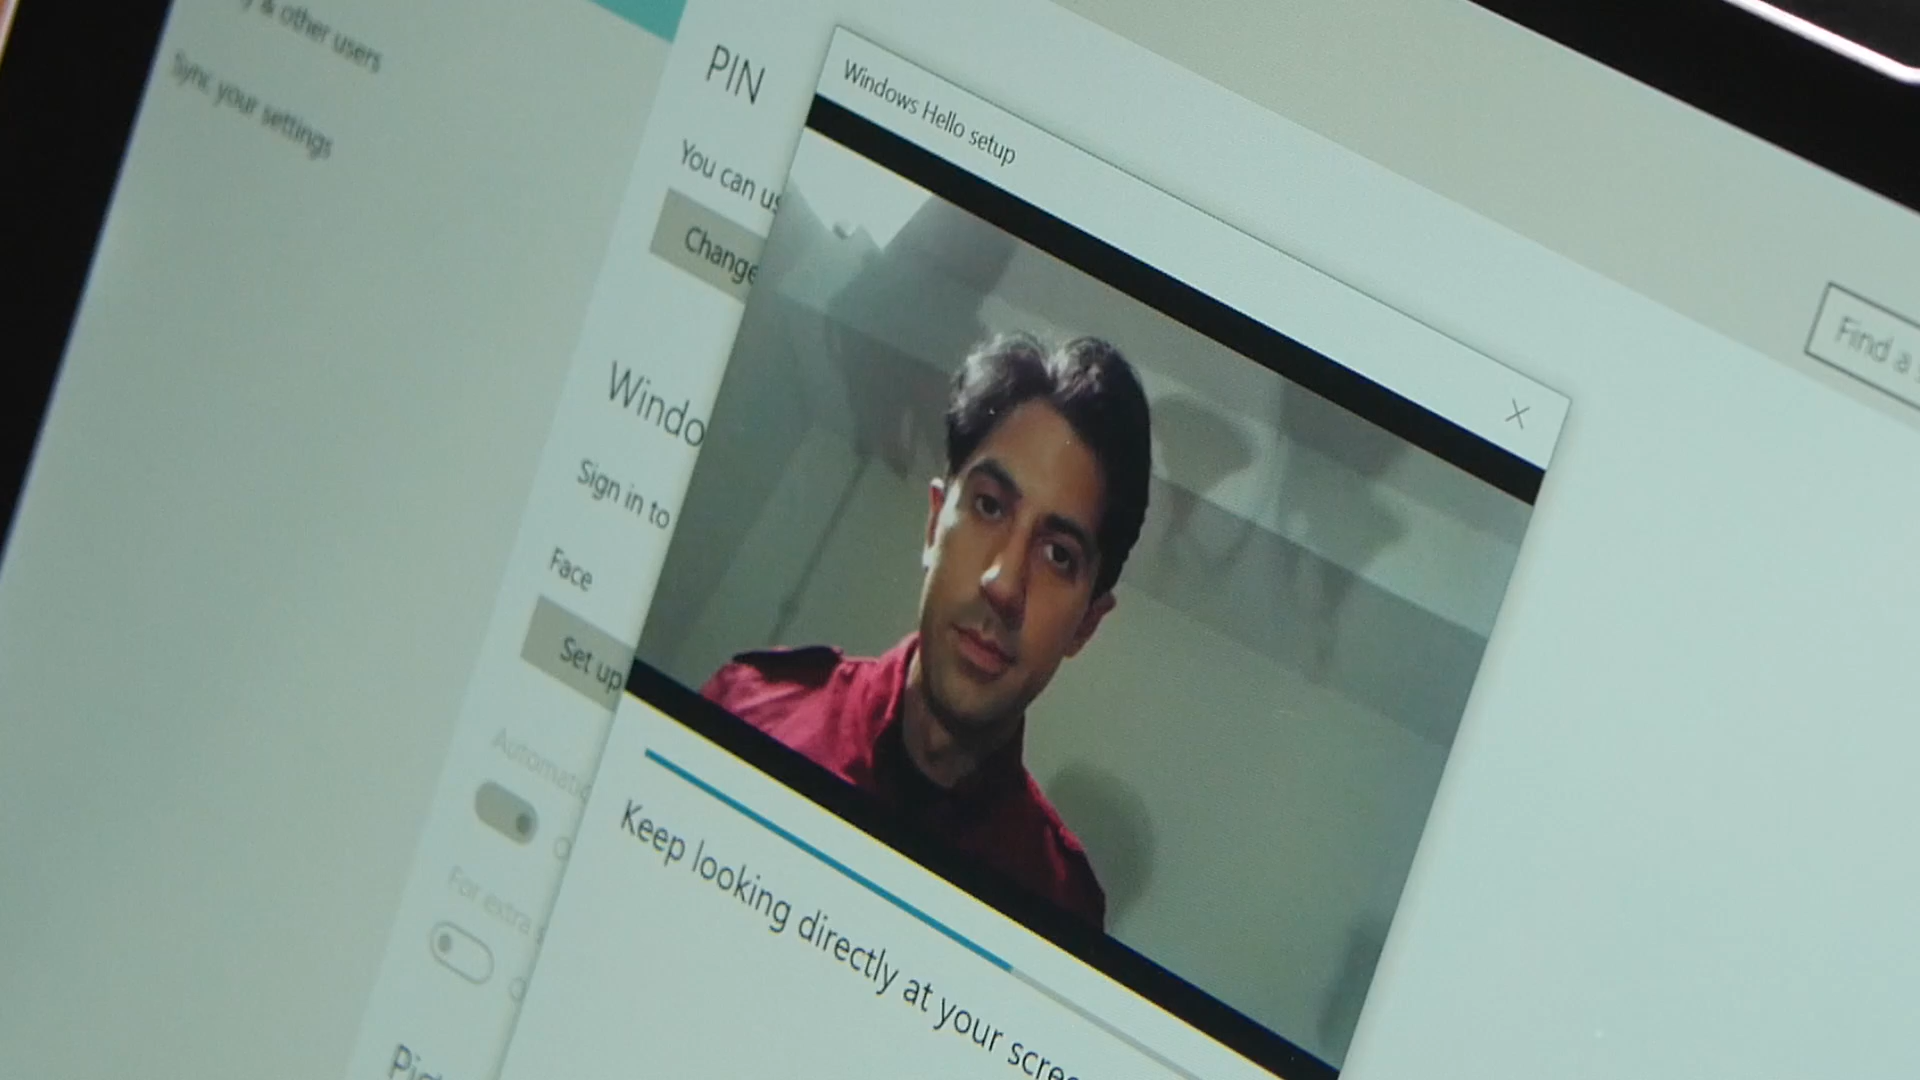 & other users
Sync your settings
PIN
You can us
Change
Windo
Sign in to
Face
Set up
Automatic
For extra
Windows Hello setup
Keep looking directly at your scree
Find a